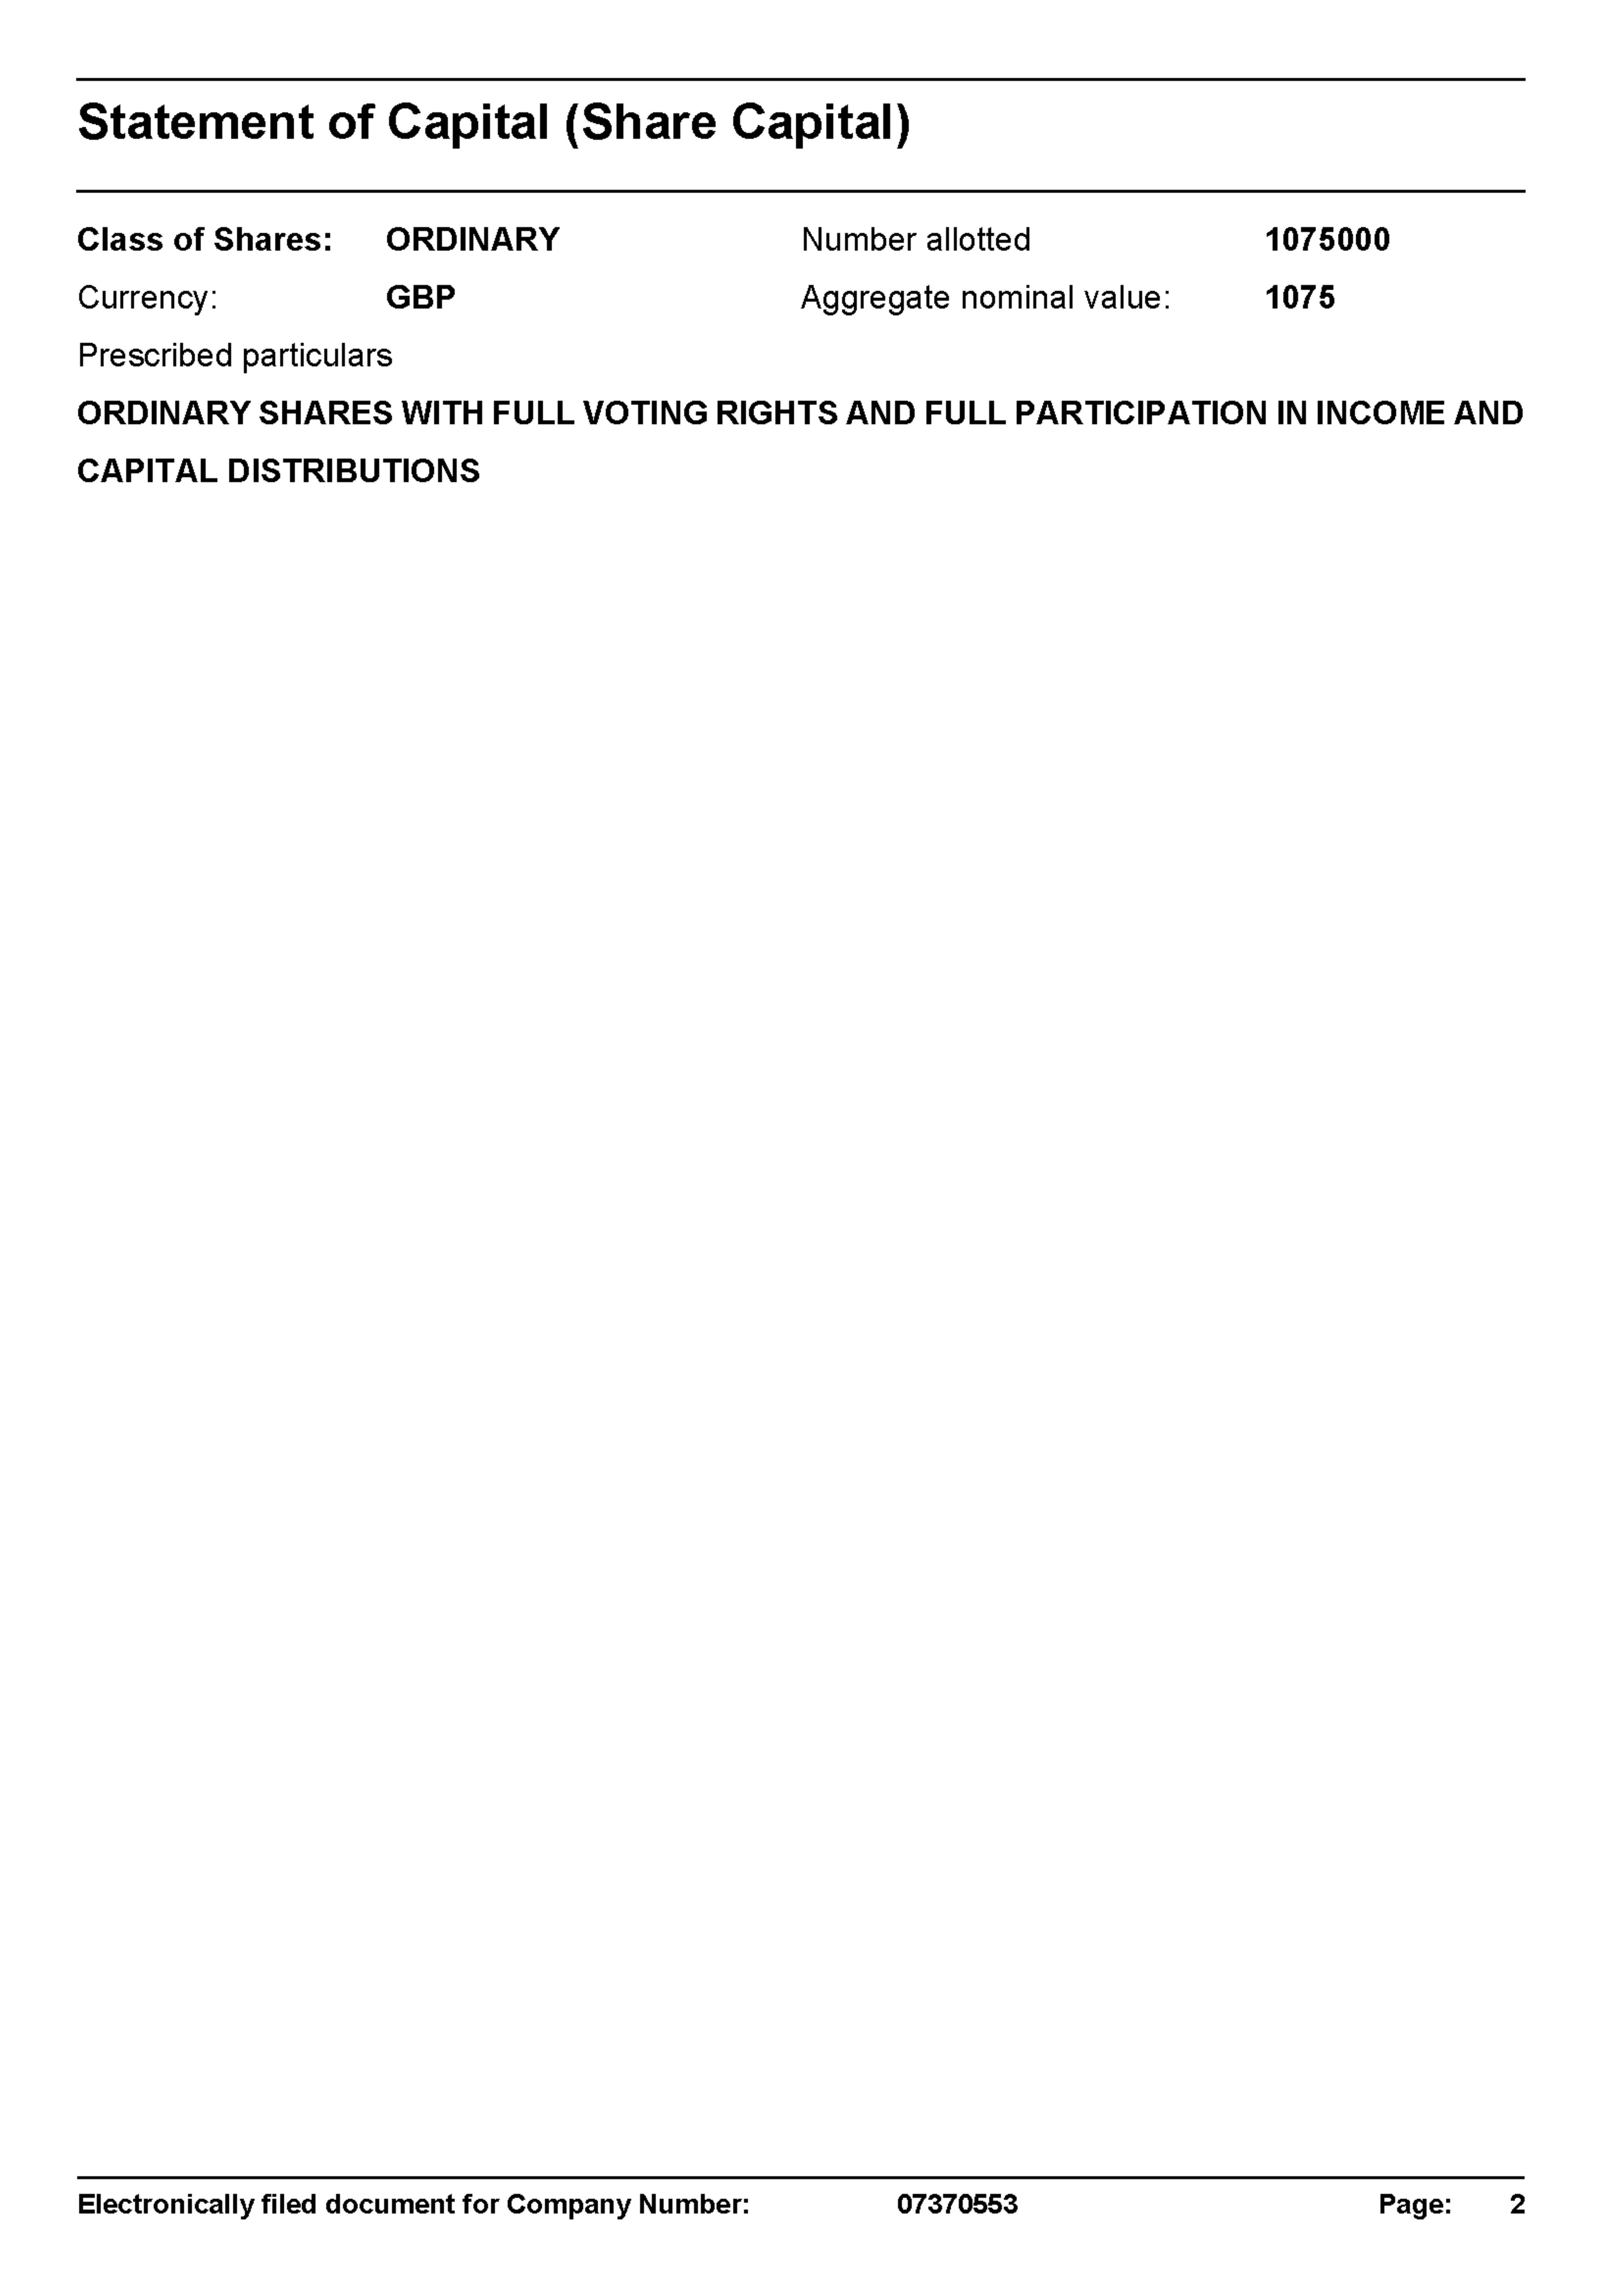 Statement of Capital (Share Capital)
Class of Shares: ORDINARY Number allotted 1075000
Currency: GBP Aggregate nominal value: 1075
Prescribed particulars
ORDINARY SHARES WITH FULL VOTING RIGHTS AND FULL PARTICIPATION IN INCOME AND
CAPITAL DISTRIBUTIONS
Electronically filed document for Company Number: 07370553 Page: 2